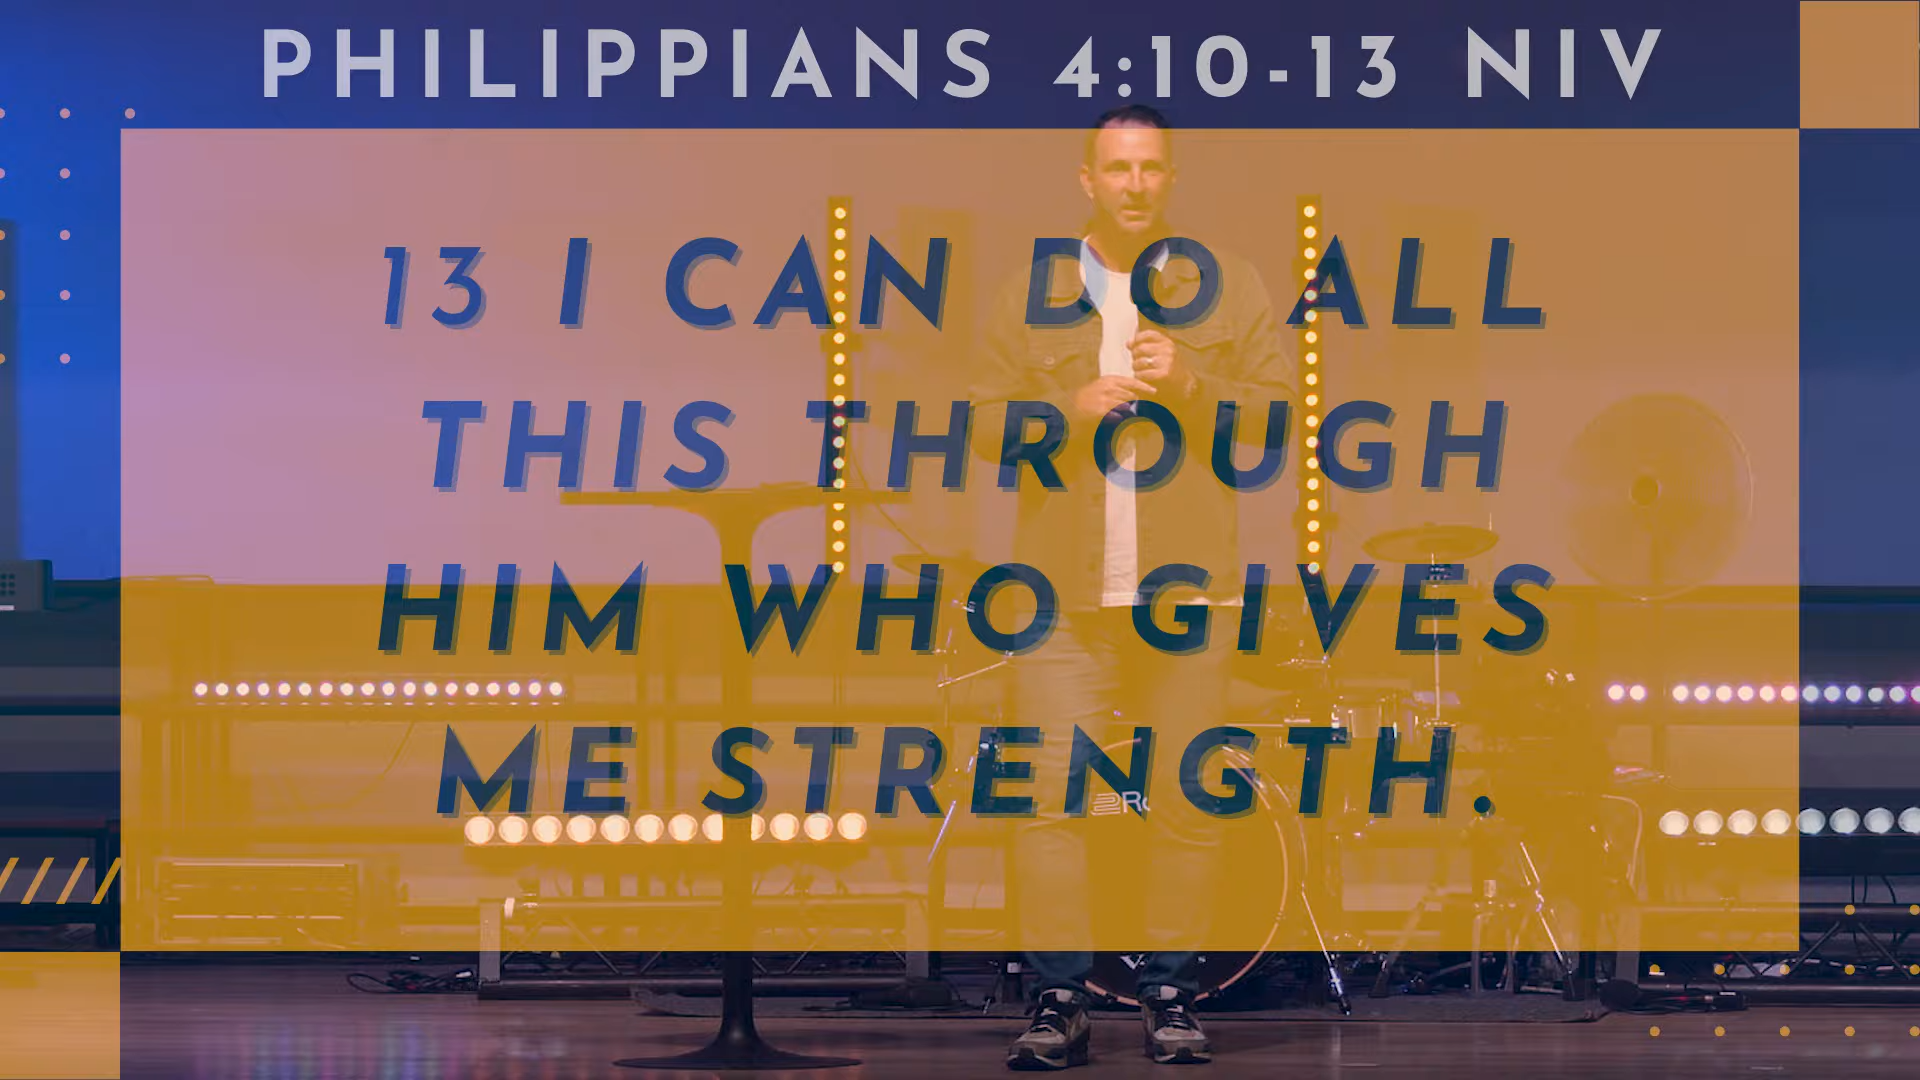 PHILIPPIANS 4:10-13 NIV
13 I CAN DO ALL
THIS THROUGH
HIM WHO GIVES
ME STRENGTH.